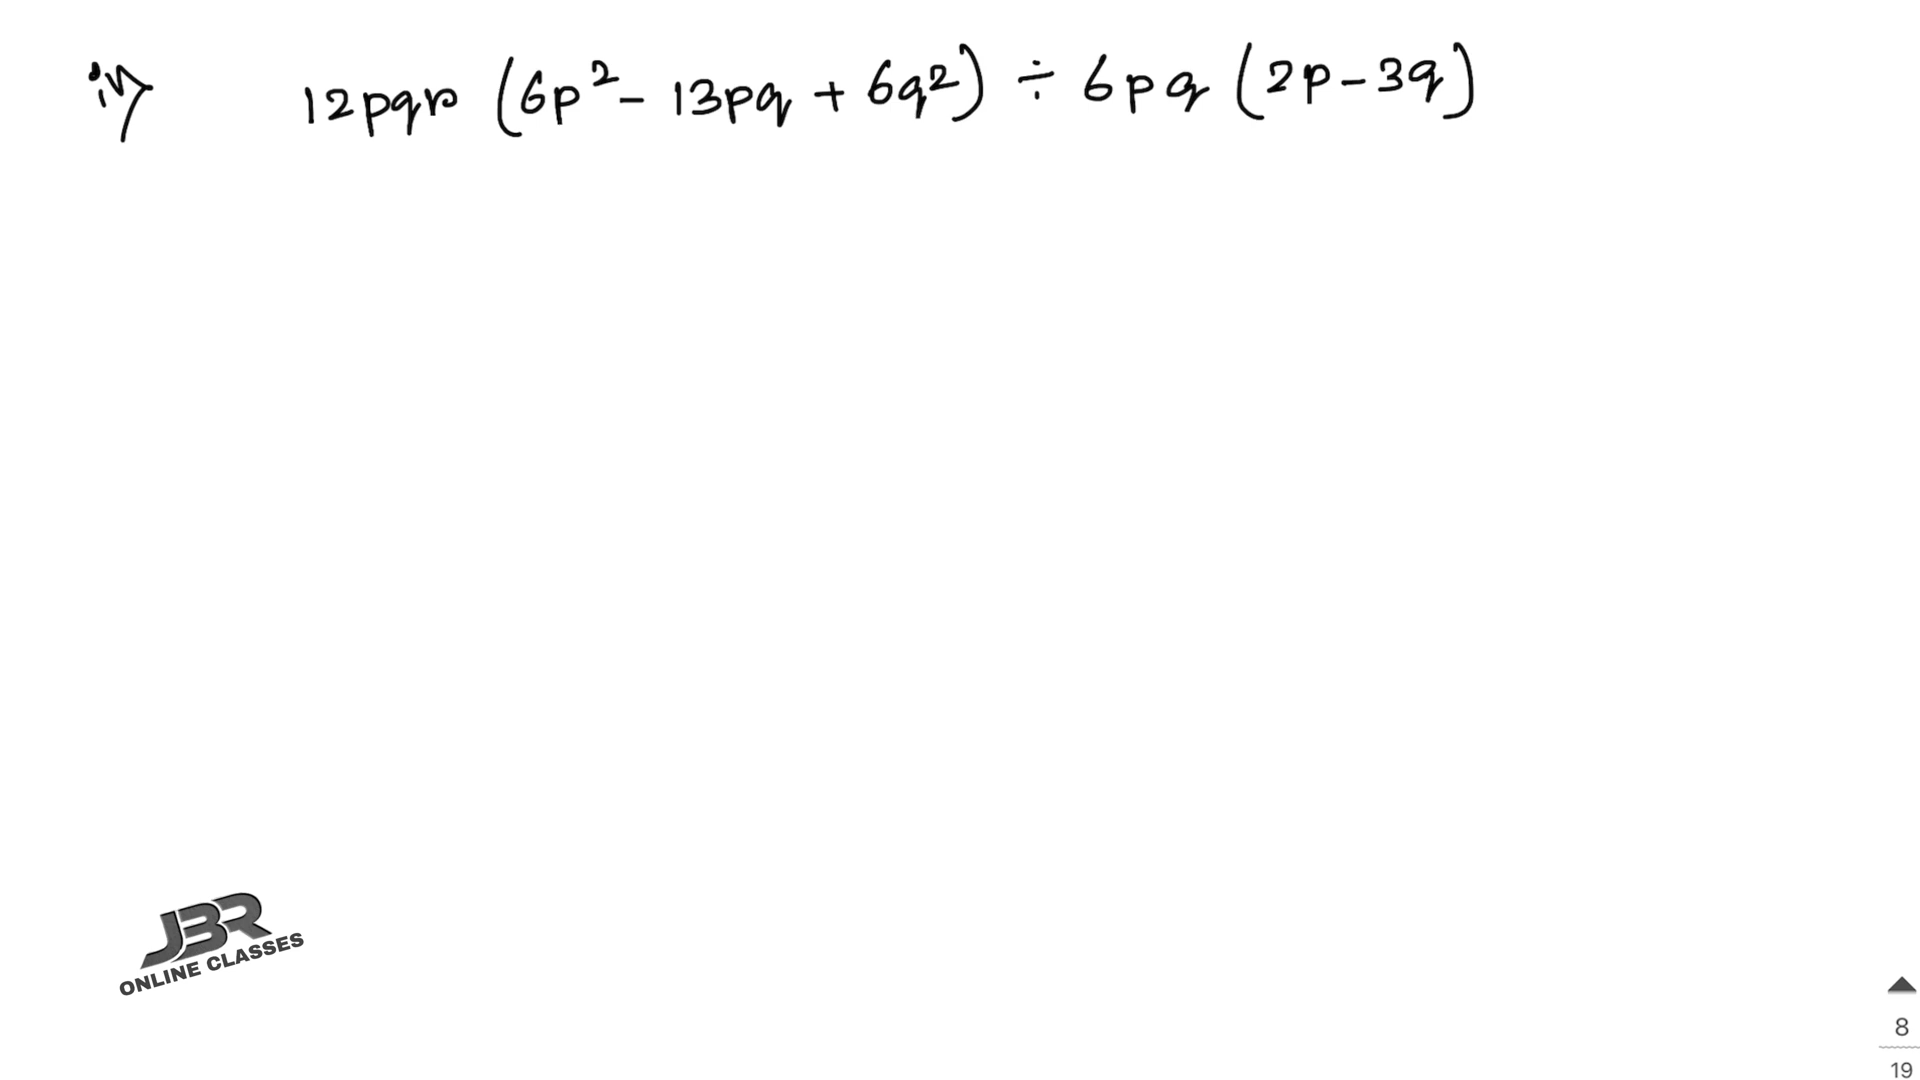 iv) 12pqr (6p² - 13pq + 6q²) ÷ 6pq (2p - 3q)
JBR
ONLINE CLASSES
8
19